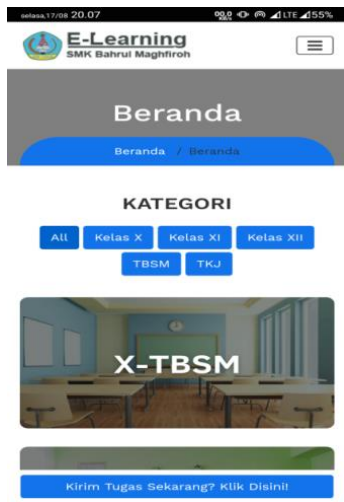 selasa,17/08 20.07 LTE 55%
E-Learning
SMK Bahrul Maghfiroh
Beranda
Beranda / Beranda
KATEGORI
All Kelas X Kelas XI Kelas XII
TBSM TKJ
X-TBSM
Kirim Tugas Sekarang? Klik Disini!